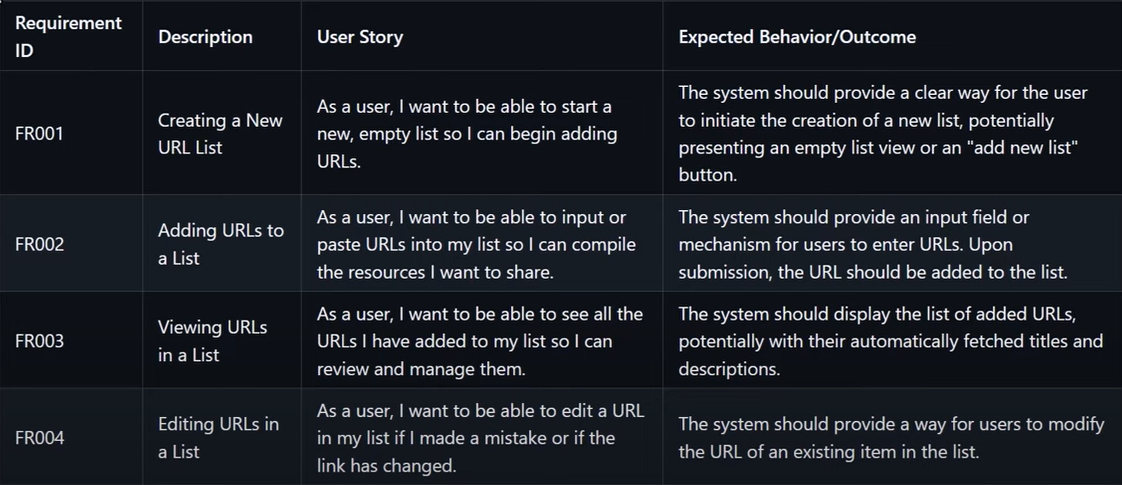 Requirement ID
Description
User Story
Expected Behavior/Outcome
FR001
Creating a New
URL List
As a user, I want to be able to start a
new, empty list so I can begin adding
URLs.
The system should provide a clear way for the user
to initiate the creation of a new list, potentially
presenting an empty list view or an "add new list"
button.
FR002
Adding URLs to
a List
As a user, I want to be able to input or
paste URLs into my list so I can compile
the resources I want to share.
The system should provide an input field or
mechanism for users to enter URLs. Upon
submission, the URL should be added to the list.
FR003
Viewing URLs
in a List
As a user, I want to be able to see all the
URLs I have added to my list so I can
review and manage them.
The system should display the list of added URLs,
potentially with their automatically fetched titles and
descriptions.
FR004
Editing URLs in
a List
As a user, I want to be able to edit a URL
in my list if I made a mistake or if the
link has changed.
The system should provide a way for users to modify
the URL of an existing item in the list.